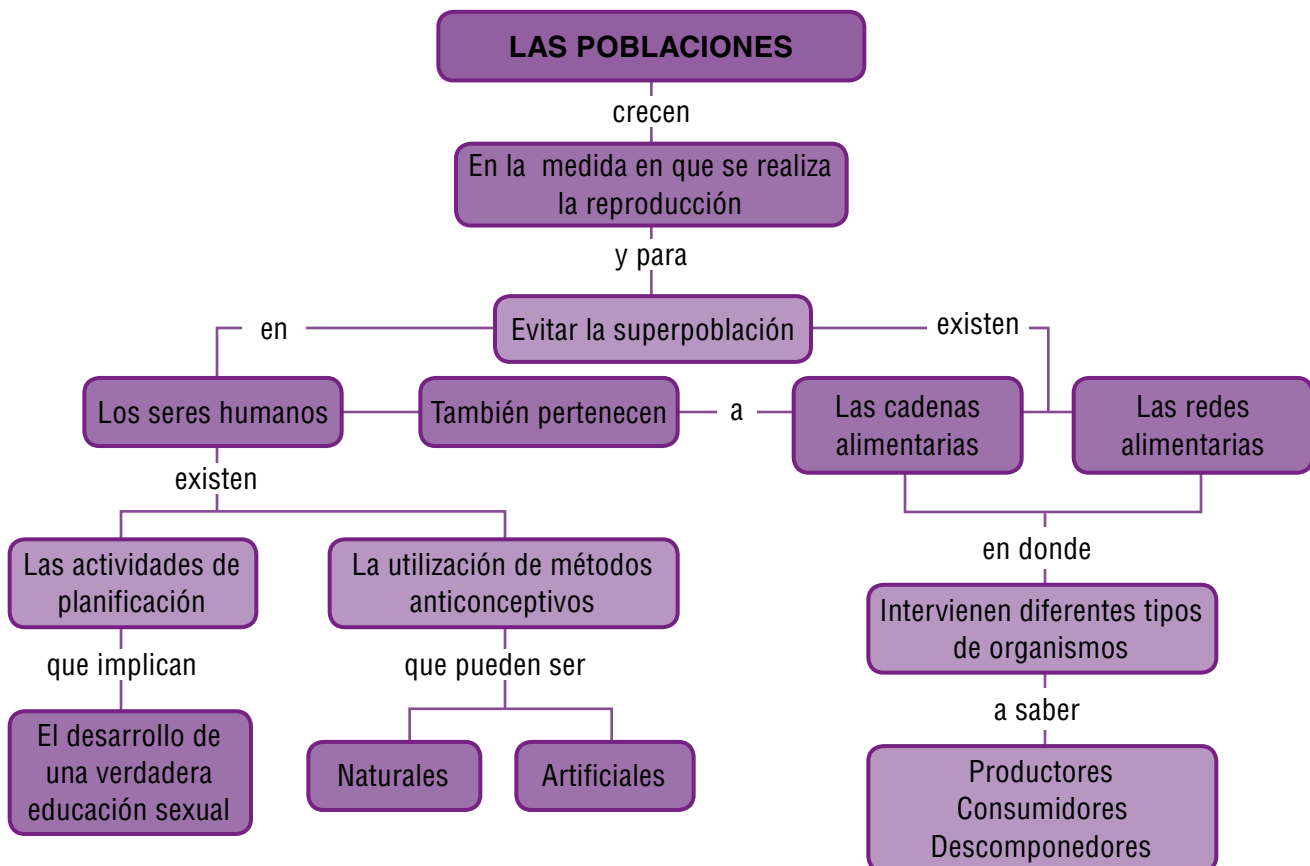 LAS POBLACIONES
crecen
En la medida en que se realiza
la reproducción
y para
Evitar la superpoblación
en
existen
Los seres humanos
También pertenecen
a
Las cadenas
alimentarias
Las redes
alimentarias
existen
Las actividades de
planificación
La utilización de métodos
anticonceptivos
en donde
Intervienen diferentes tipos
de organismos
que implican
que pueden ser
a saber
El desarrollo de
una verdadera
educación sexual
Naturales
Artificiales
Productores
Consumidores
Descomponedores